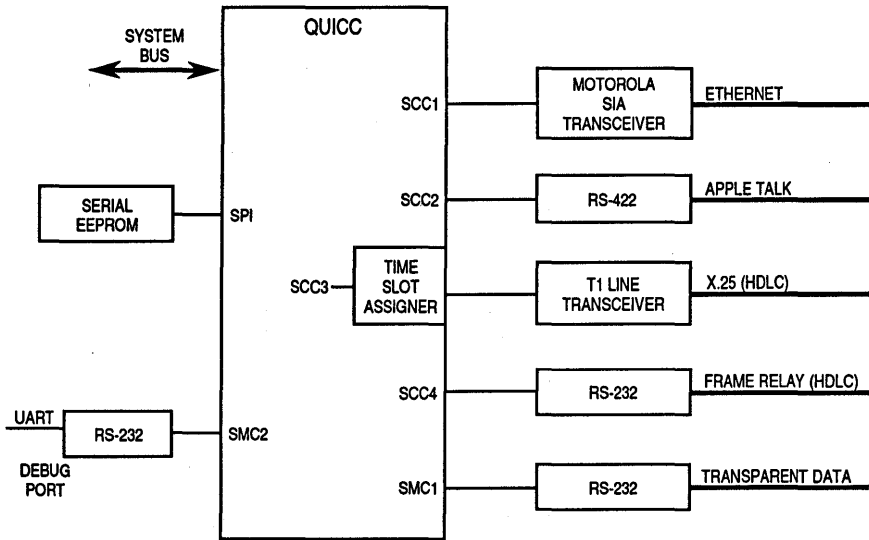 QUICC
SYSTEM
BUS
SCC1
MOTOROLA
SIA
TRANSCEIVER
ETHERNET
SERIAL
EEPROM
SPI
SCC2
RS-422
APPLE TALK
SCC3
TIME
SLOT
ASSIGNER
T1 LINE
TRANSCEIVER
X.25 (HDLC)
SCC4
RS-232
FRAME RELAY (HDLC)
UART
RS-232
SMC2
DEBUG
PORT
SMC1
RS-232
TRANSPARENT DATA